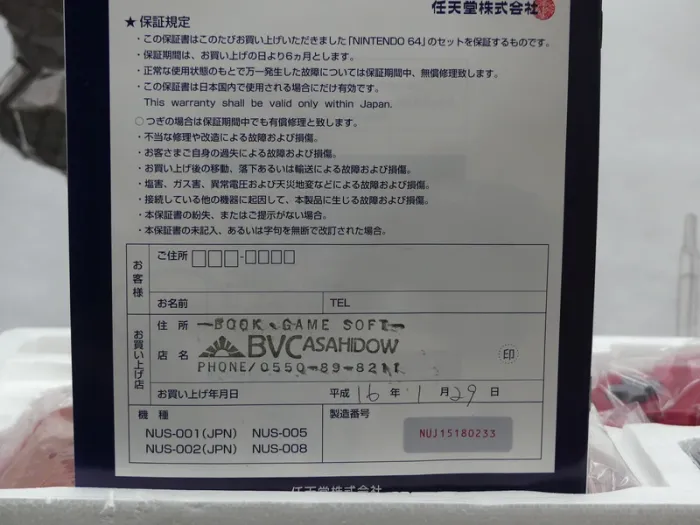 任天堂株式会社
★ 保証規定
・この保証書はこのたびお買い上げいただきました「NINTENDO 64」のセットを保証するものです。
・保証期間は、お買い上げの日より6ヵ月とします。
・正常な使用状態のもとで万一発生した故障については保証期間中、無償修理致します。
・この保証書は日本国内で使用される場合にだけ有効です。
This warranty shall be valid only within Japan.
○つぎの場合は保証期間中でも有償修理と致します。
・不当な修理や改造による故障および損傷。
・お客さまご自身の過失による故障および損傷。
・お買い上げ後の移動、落下あるいは輸送による故障および損傷。
・塩害、ガス害、異常電圧および天災地変などによる故障および損傷。
・接続している他の機器に起因して、本製品に生じる故障および損傷。
・本保証書の紛失、またはご提示がない場合。
・本保証書の未記入、あるいは字句を無断で改訂された場合。
お客様
ご住所 □□□-□□□□
お名前 TEL
お買い上げ店
住所 BOOK、GAME SOFT
店名 BVC ASAHIDOW 印
PHONE/0550-89-8211
お買い上げ年月日 平成 16 年 1 月 29 日
機種 製造番号
NUS-001(JPN) NUS-005 NUJ15180233
NUS-002(JPN) NUS-008
任天堂株式会社